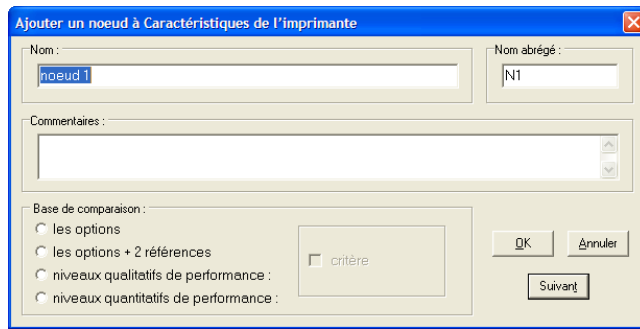 Ajouter un noeud à Caractéristiques de l'imprimante
Nom :
Nom abrégé :
noeud 1
N1
Commentaires :
Base de comparaison :
les options
les options + 2 références
niveaux qualitatifs de performance :
niveaux quantitatifs de performance :
critère
OK
Annuler
Suivant